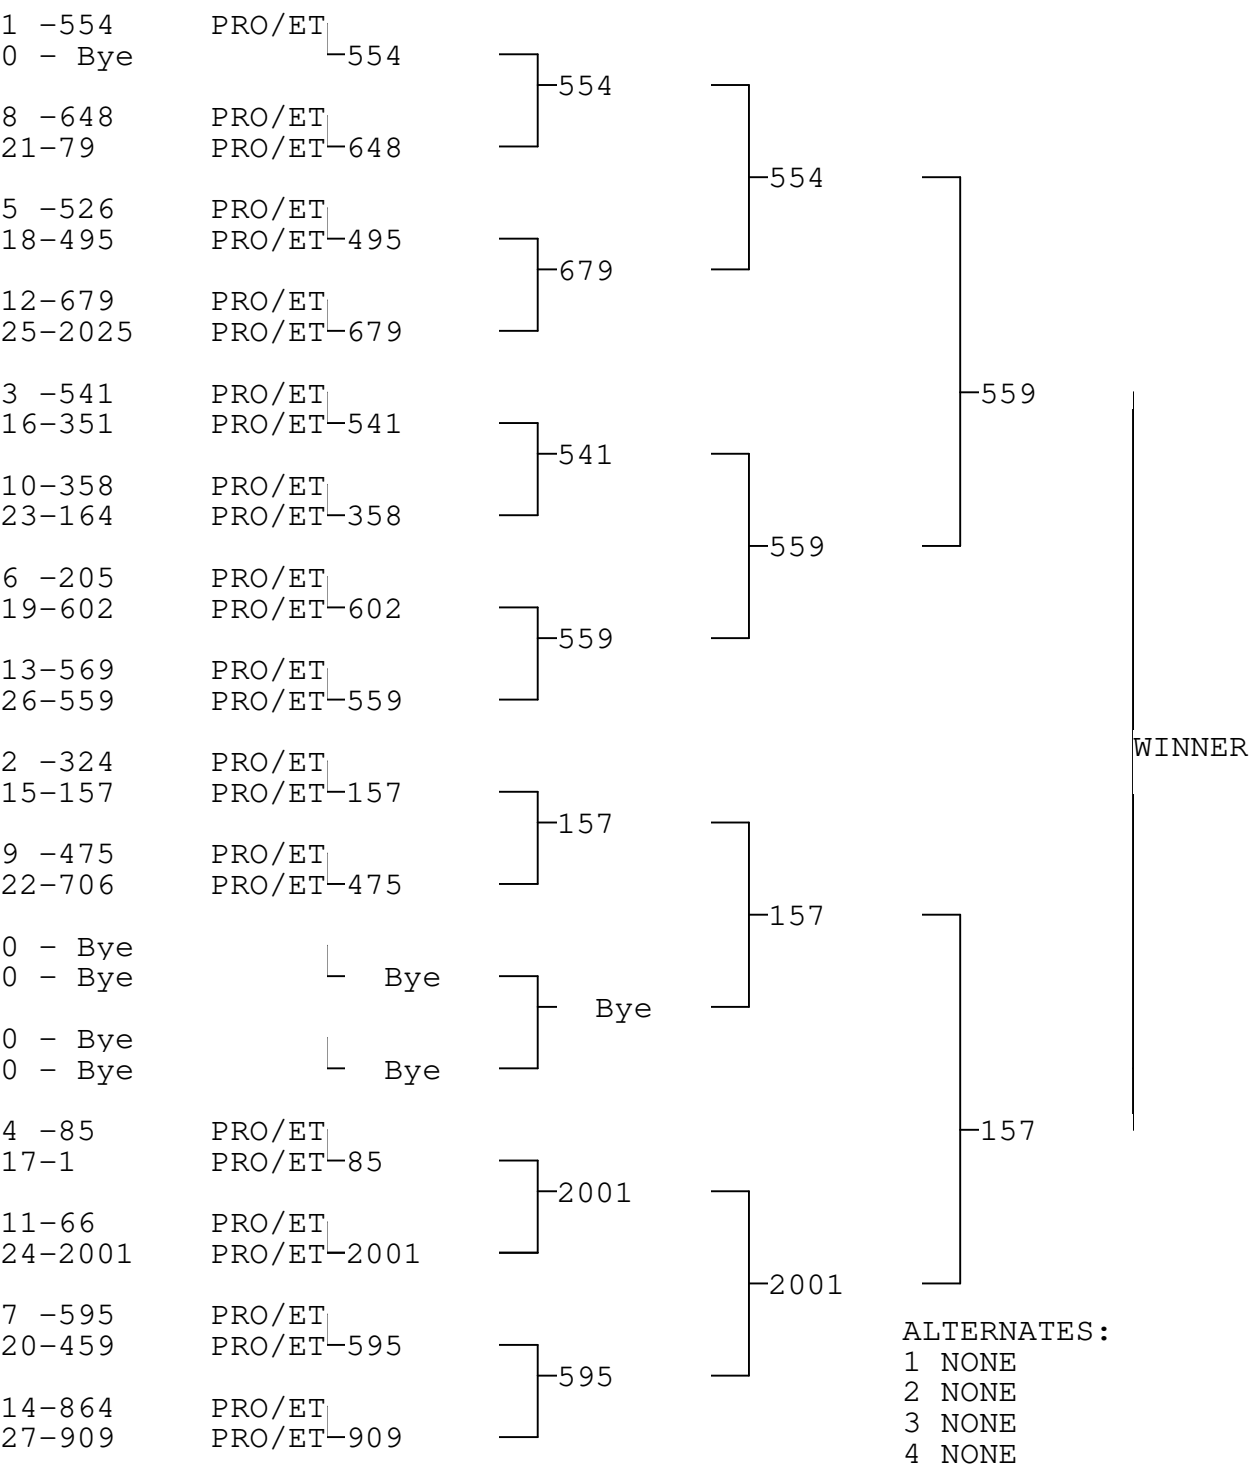 1 -554 PRO/ET
0 - Bye 554
554
8 -648 PRO/ET
21-79 PRO/ET 648
554
5 -526 PRO/ET
18-495 PRO/ET 495
679
12-679 PRO/ET
25-2025 PRO/ET 679
3 -541 PRO/ET 559
16-351 PRO/ET 541
541
10-358 PRO/ET
23-164 PRO/ET 358
559
6 -205 PRO/ET
19-602 PRO/ET 602
559
13-569 PRO/ET
26-559 PRO/ET 559
WINNER
2 -324 PRO/ET
15-157 PRO/ET 157
157
9 -475 PRO/ET
22-706 PRO/ET 475
157
0 - Bye
0 - Bye Bye
Bye
0 - Bye
0 - Bye Bye
4 -85 PRO/ET 157
17-1 PRO/ET 85
2001
11-66 PRO/ET
24-2001 PRO/ET 2001
2001
7 -595 PRO/ET
20-459 PRO/ET 595
595
14-864 PRO/ET
27-909 PRO/ET 909
ALTERNATES:
1 NONE
2 NONE
3 NONE
4 NONE